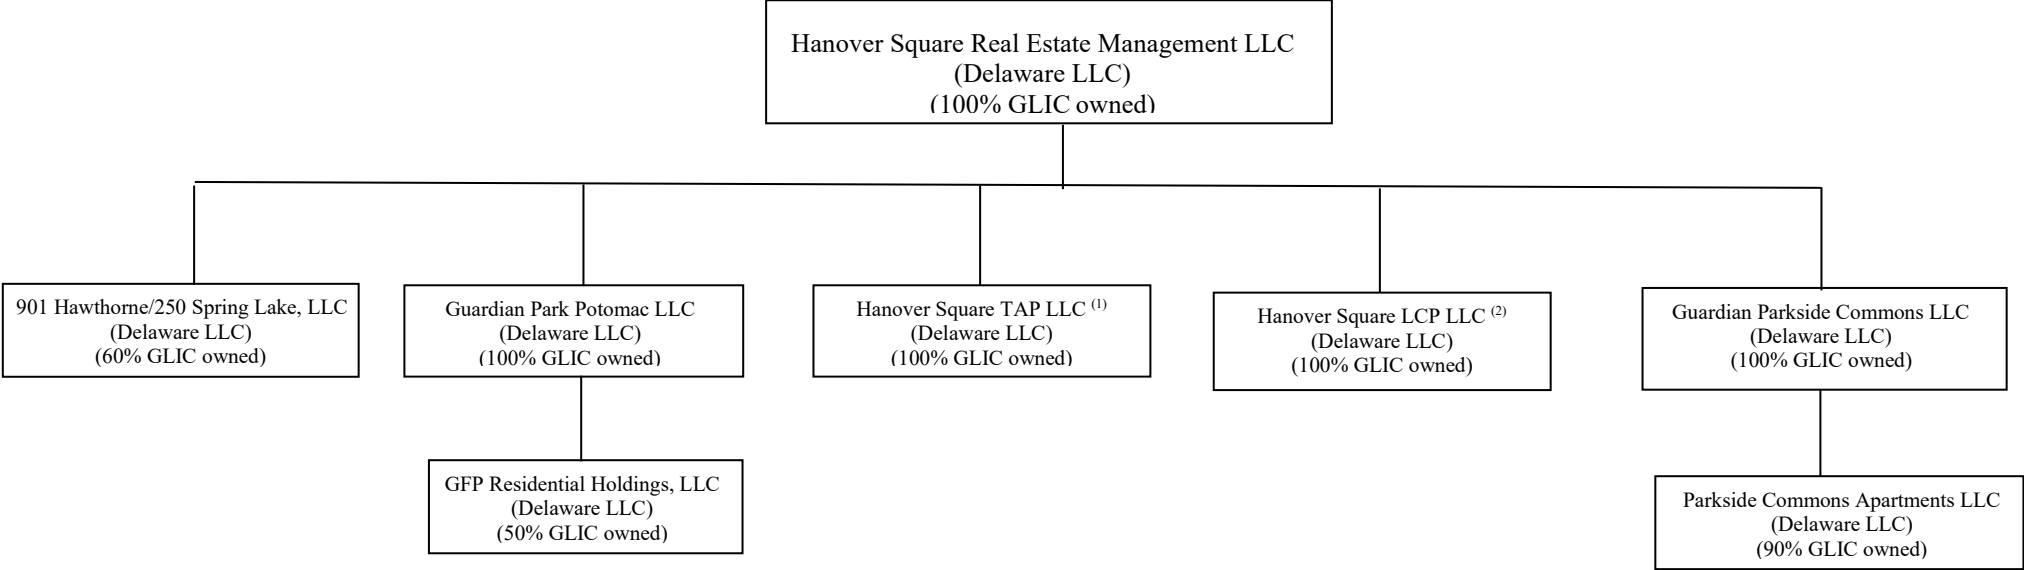 Hanover Square Real Estate Management LLC
(Delaware LLC)
(100% GLIC owned)
901 Hawthorne/250 Spring Lake, LLC
(Delaware LLC)
(60% GLIC owned)
Guardian Park Potomac LLC
(Delaware LLC)
(100% GLIC owned)
Hanover Square TAP LLC (1)
(Delaware LLC)
(100% GLIC owned)
Hanover Square LCP LLC (2)
(Delaware LLC)
(100% GLIC owned)
Guardian Parkside Commons LLC
(Delaware LLC)
(100% GLIC owned)
GFP Residential Holdings, LLC
(Delaware LLC)
(50% GLIC owned)
Parkside Commons Apartments LLC
(Delaware LLC)
(90% GLIC owned)